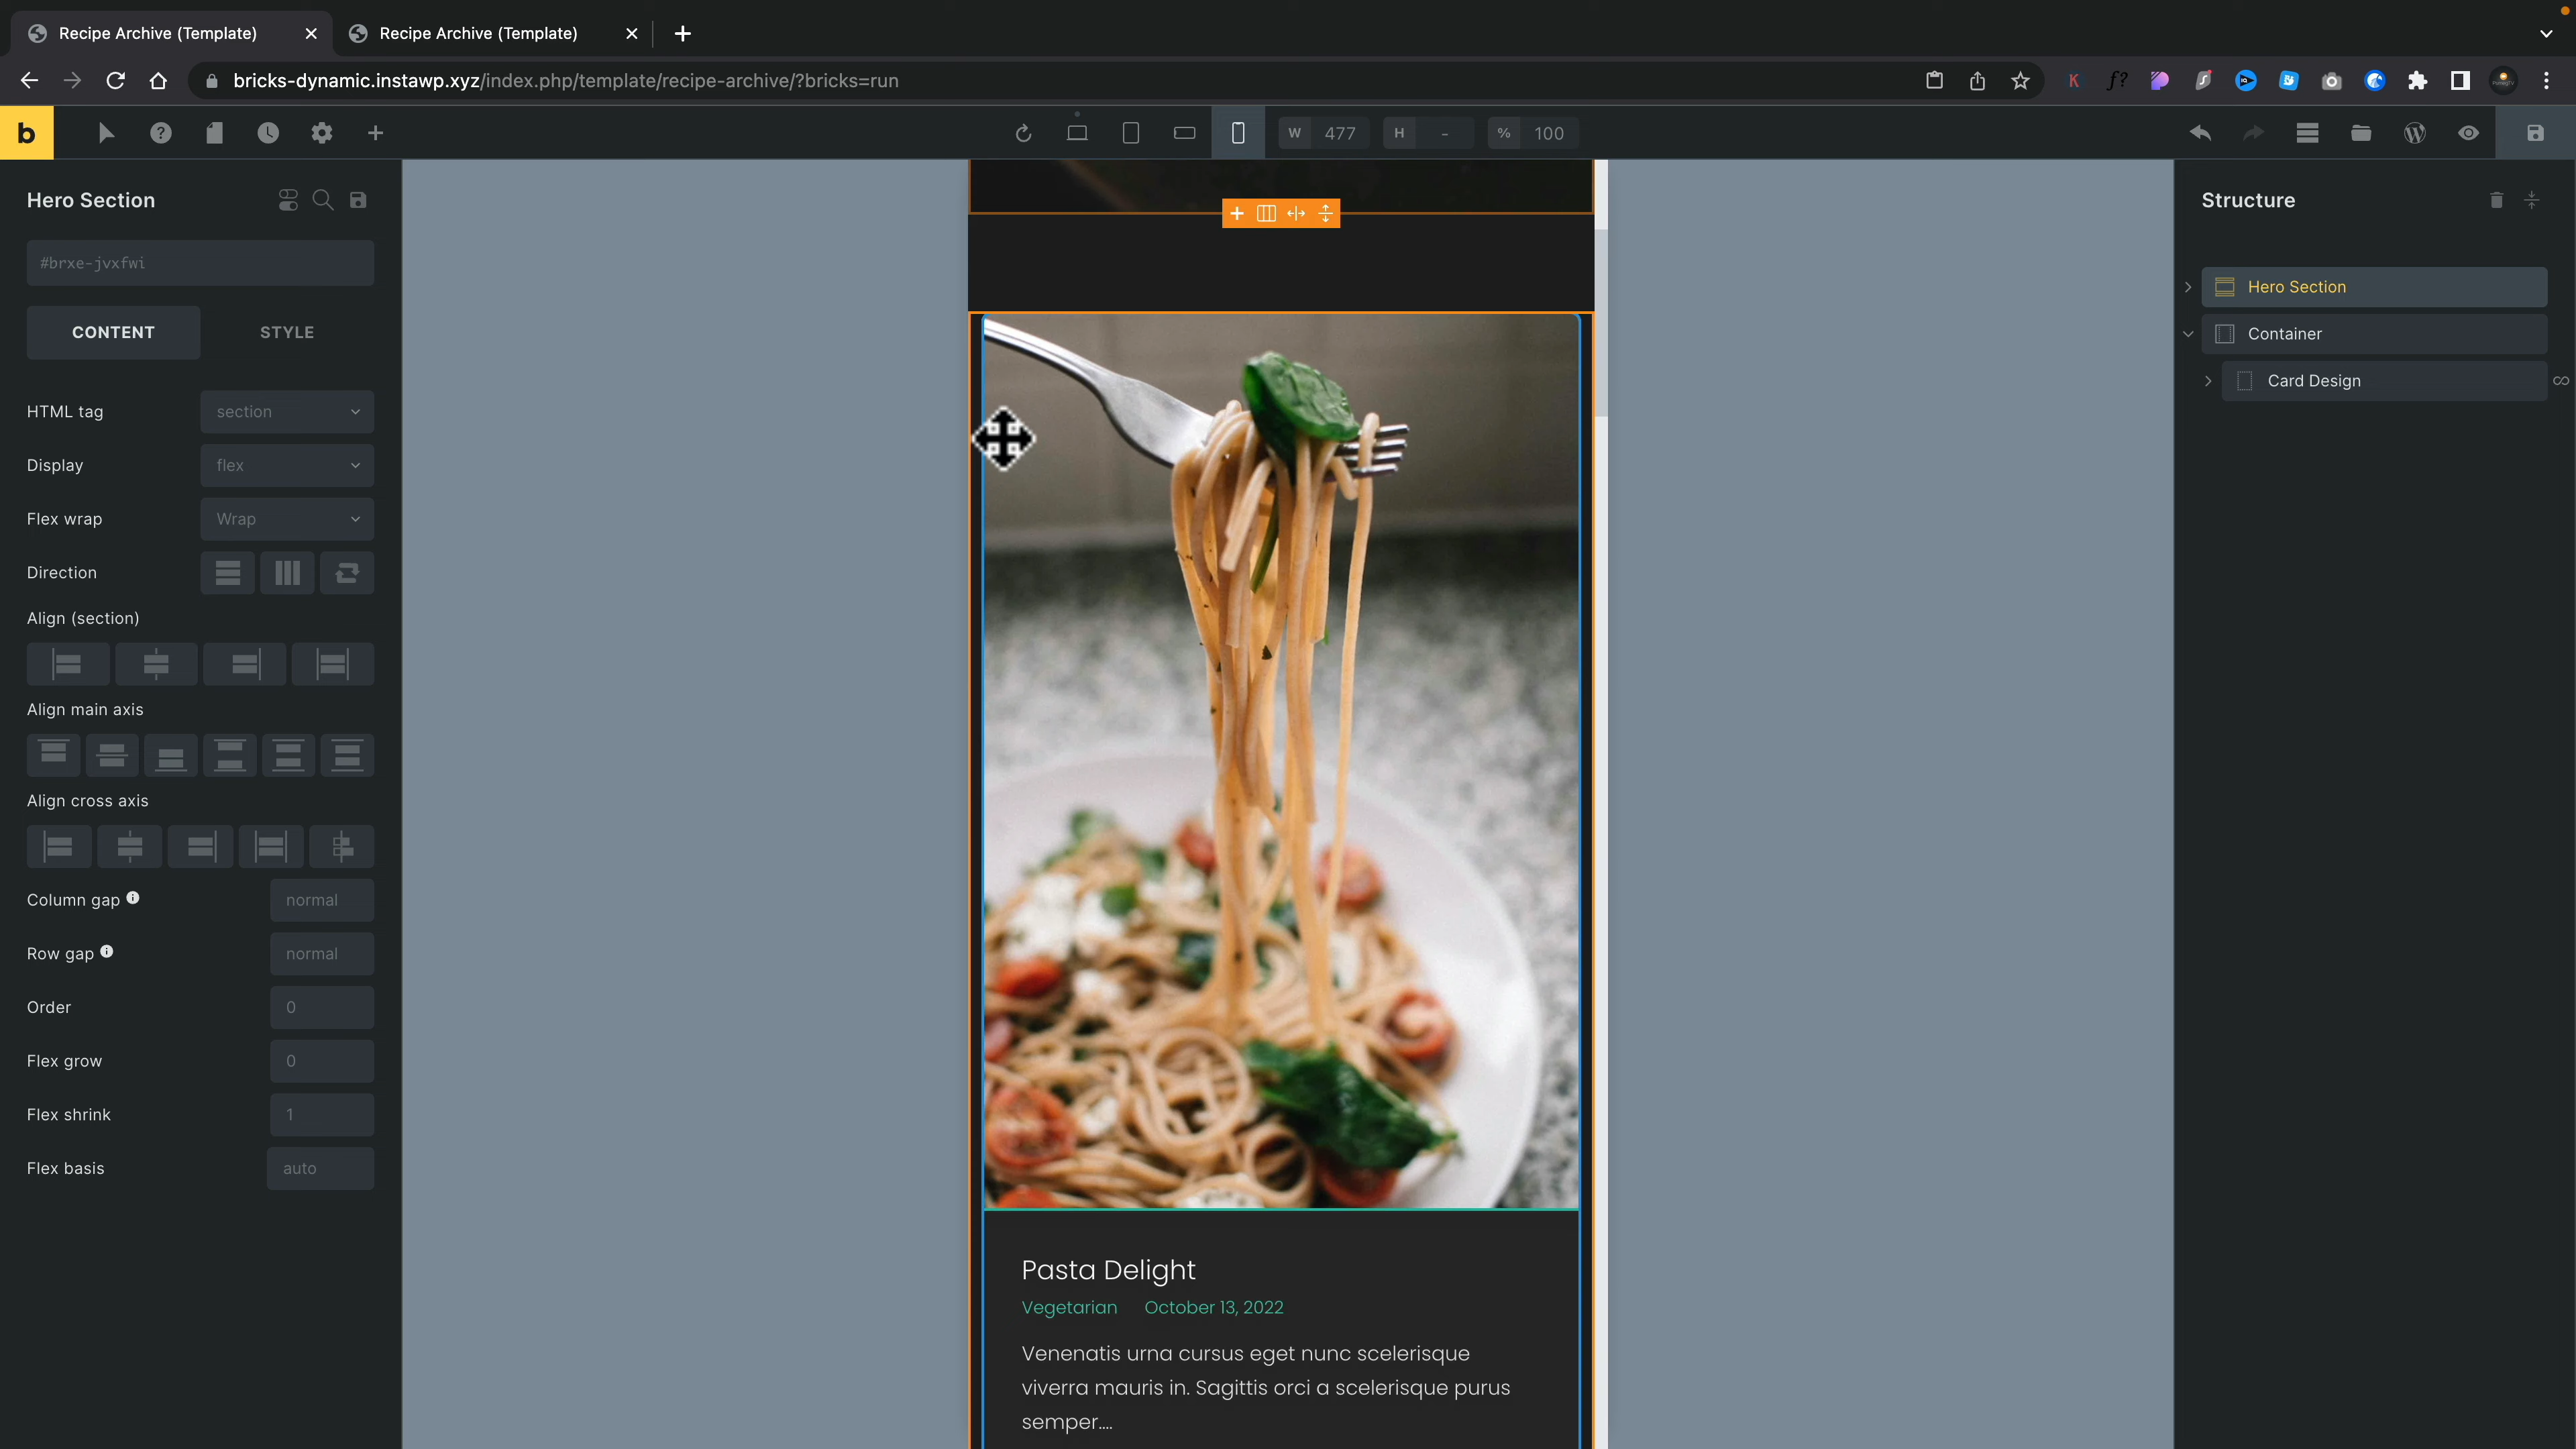 Recipe Archive (Template)
Recipe Archive (Template)
bricks-dynamic.instawp.xyz/index.php/template/recipe-archive/?bricks=run
b
W 477 H - % 100
Hero Section
#brxe-jvxfwi
CONTENT STYLE
HTML tag section
Display flex
Flex wrap Wrap
Direction
Align (section)
Align main axis
Align cross axis
Column gap normal
Row gap normal
Order 0
Flex grow 0
Flex shrink 1
Flex basis auto
Pasta Delight
Vegetarian October 13, 2022
Venenatis urna cursus eget nunc scelerisque
viverra mauris in. Sagittis orci a scelerisque purus
semper....
Structure
Hero Section
Container
Card Design